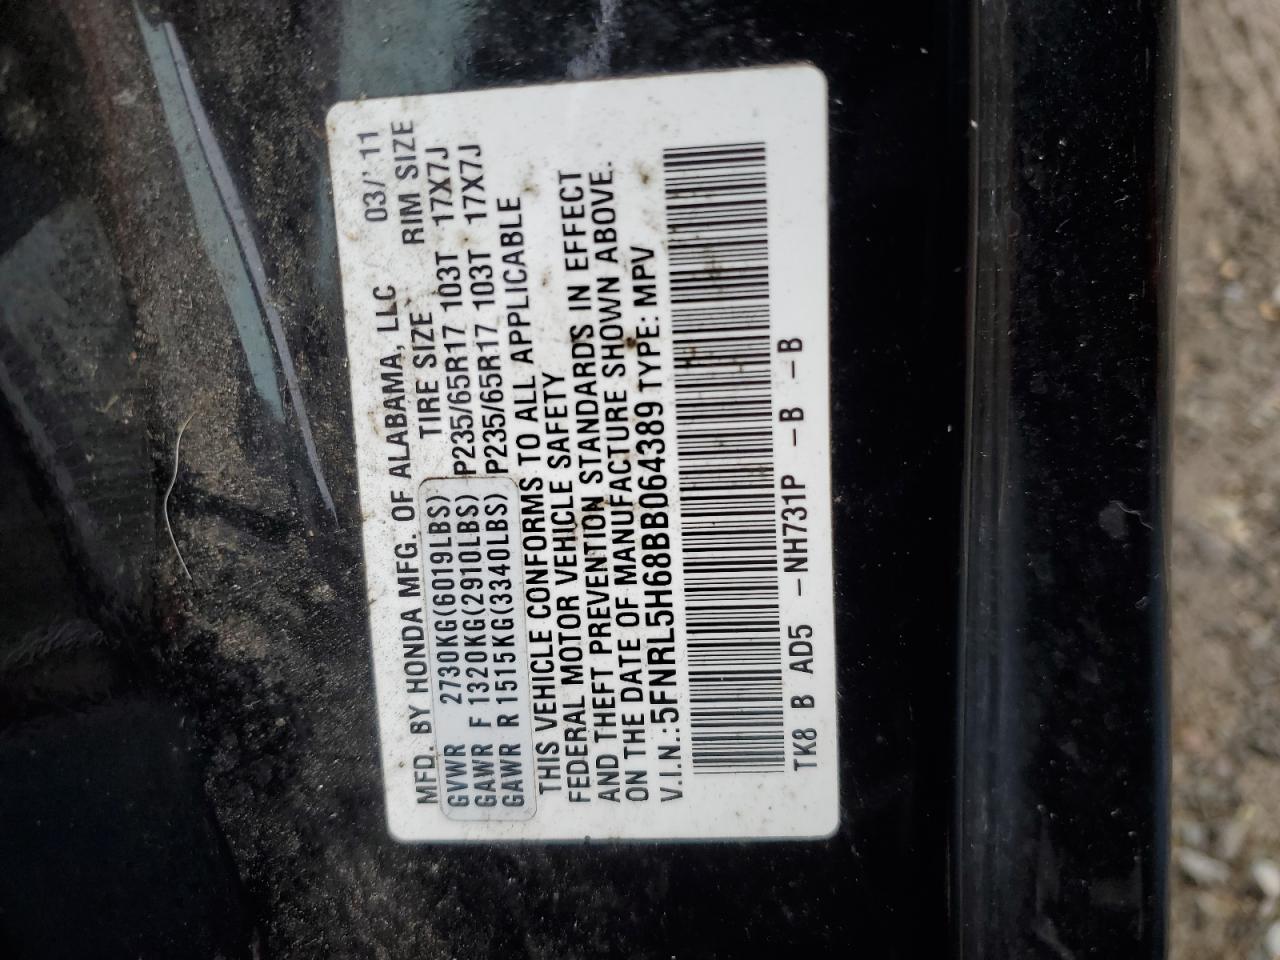 MFD. BY HONDA MFG. OF ALABAMA, LLC 03/'11
TIRE SIZE RIM SIZE
GVWR 2730KG(6019LBS)
GAWR F 1320KG(2910LBS) P235/65R17 103T 17X7J
GAWR R 1515KG(3340LBS) P235/65R17 103T 17X7J
THIS VEHICLE CONFORMS TO ALL APPLICABLE
FEDERAL MOTOR VEHICLE SAFETY
AND THEFT PREVENTION STANDARDS IN EFFECT
ON THE DATE OF MANUFACTURE SHOWN ABOVE.
V.I.N.:5FNRL5H68BB064389 TYPE: MPV
TK8 B AD5 -NH731P -B -B